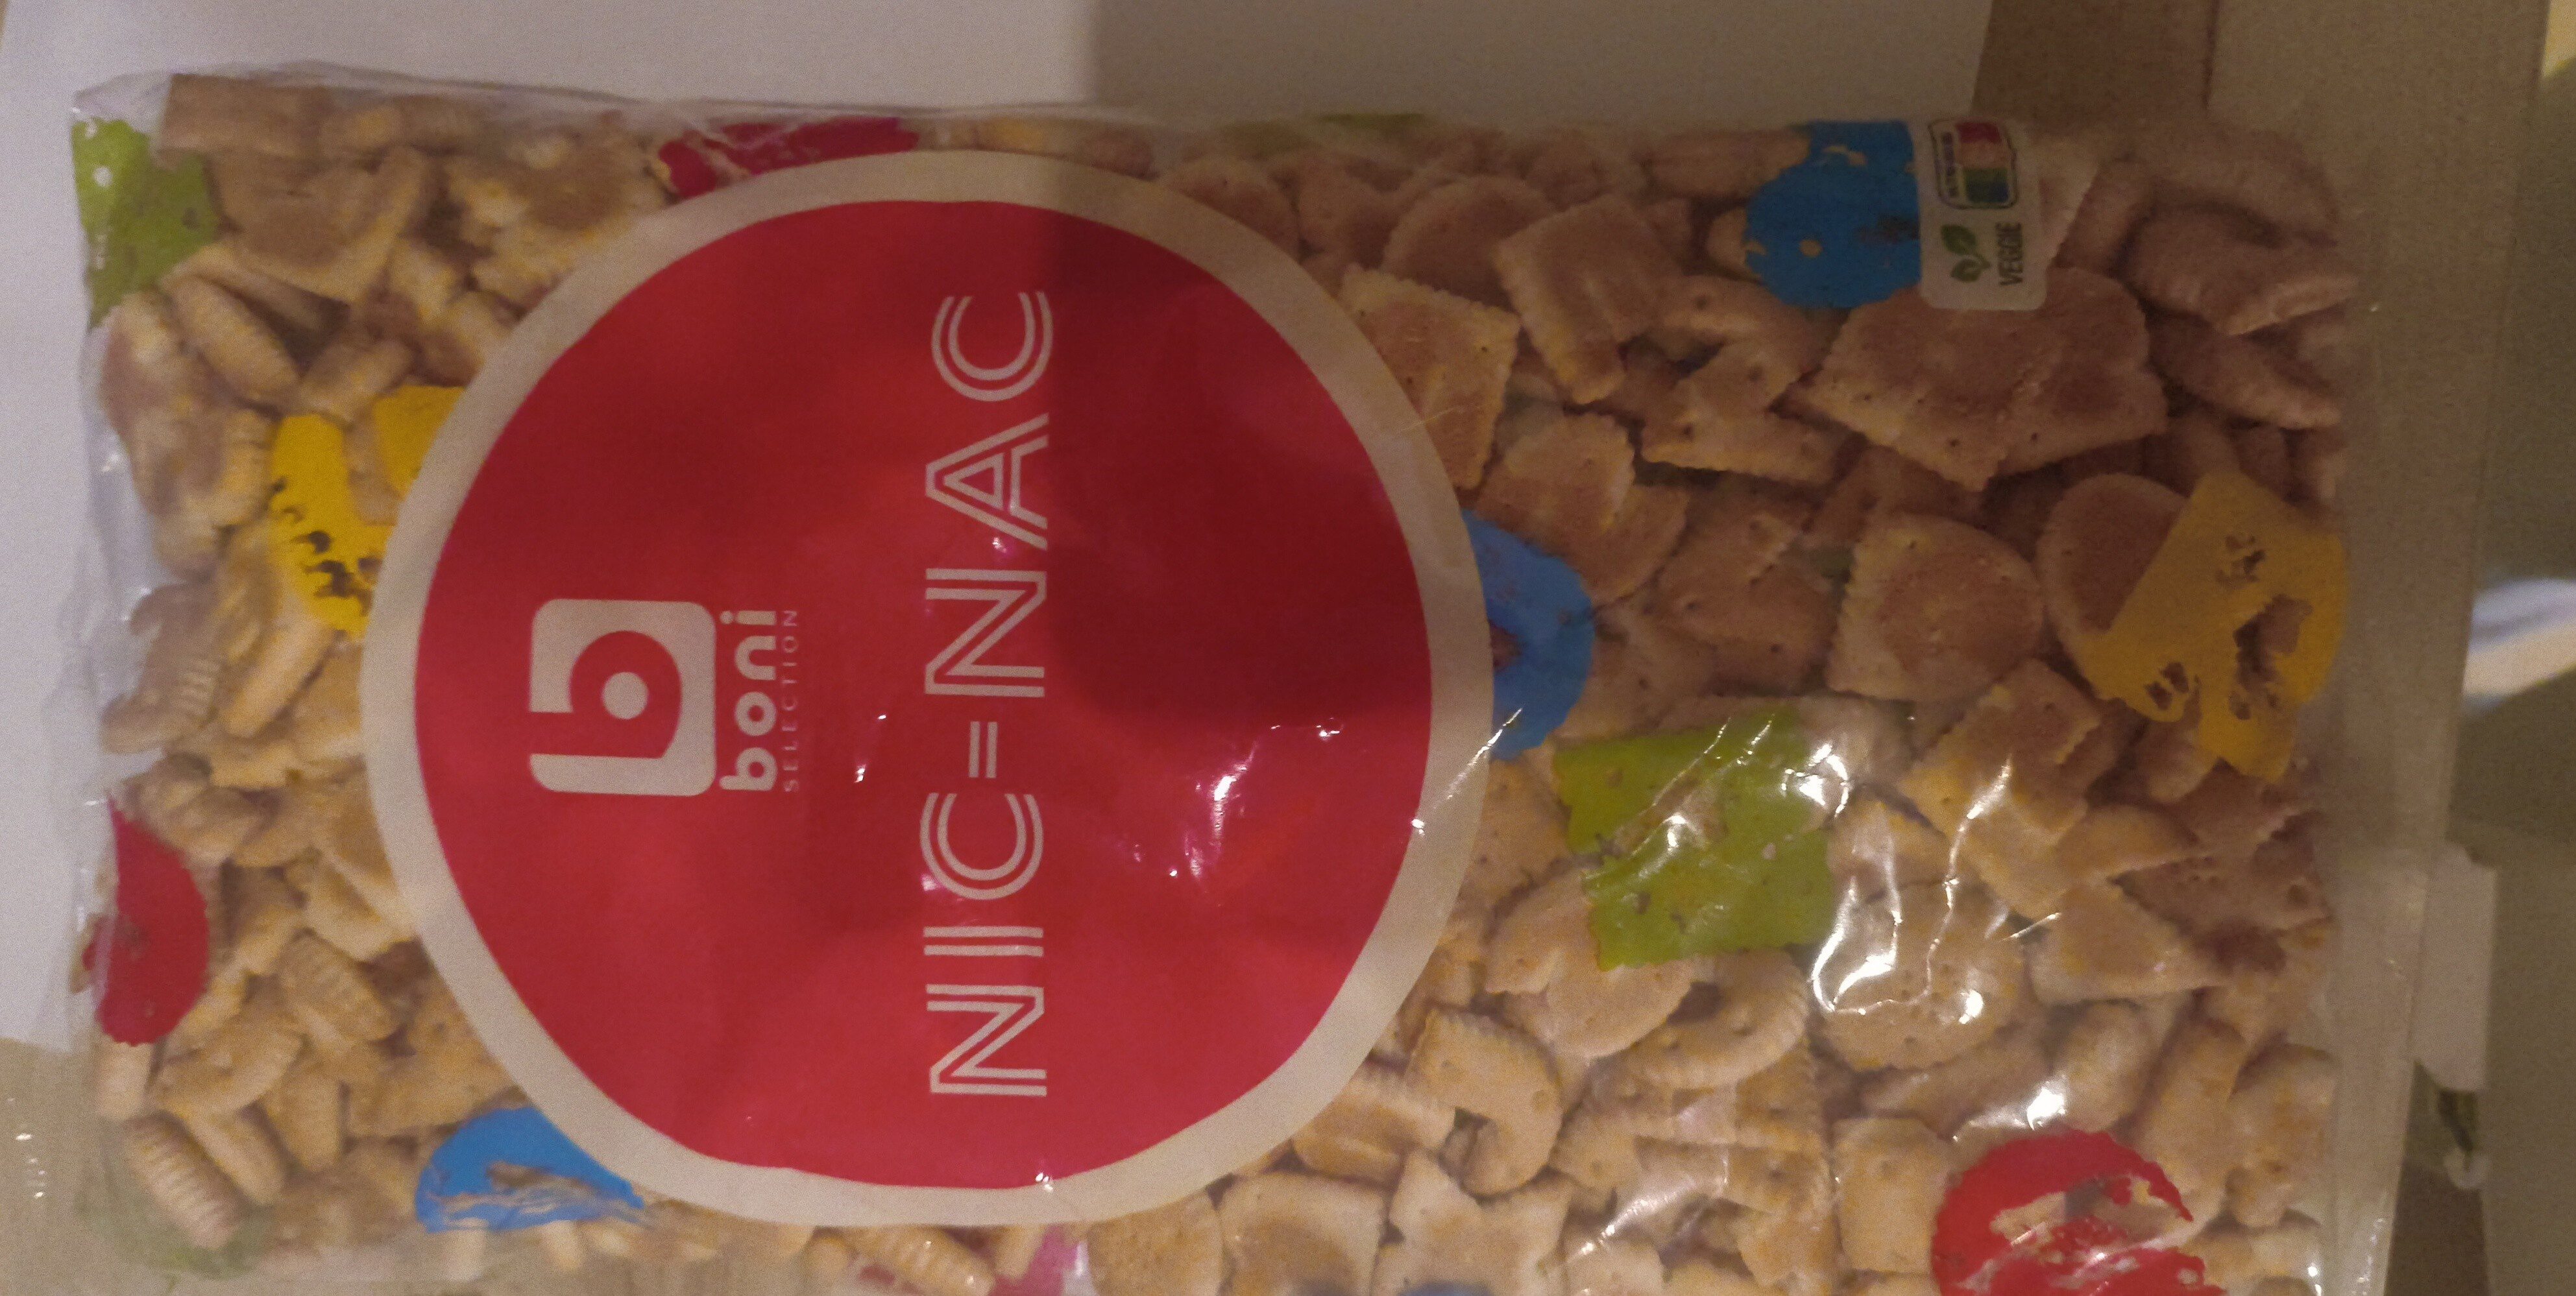 boni
SELECTION
NIC-NAC
VEGGIE